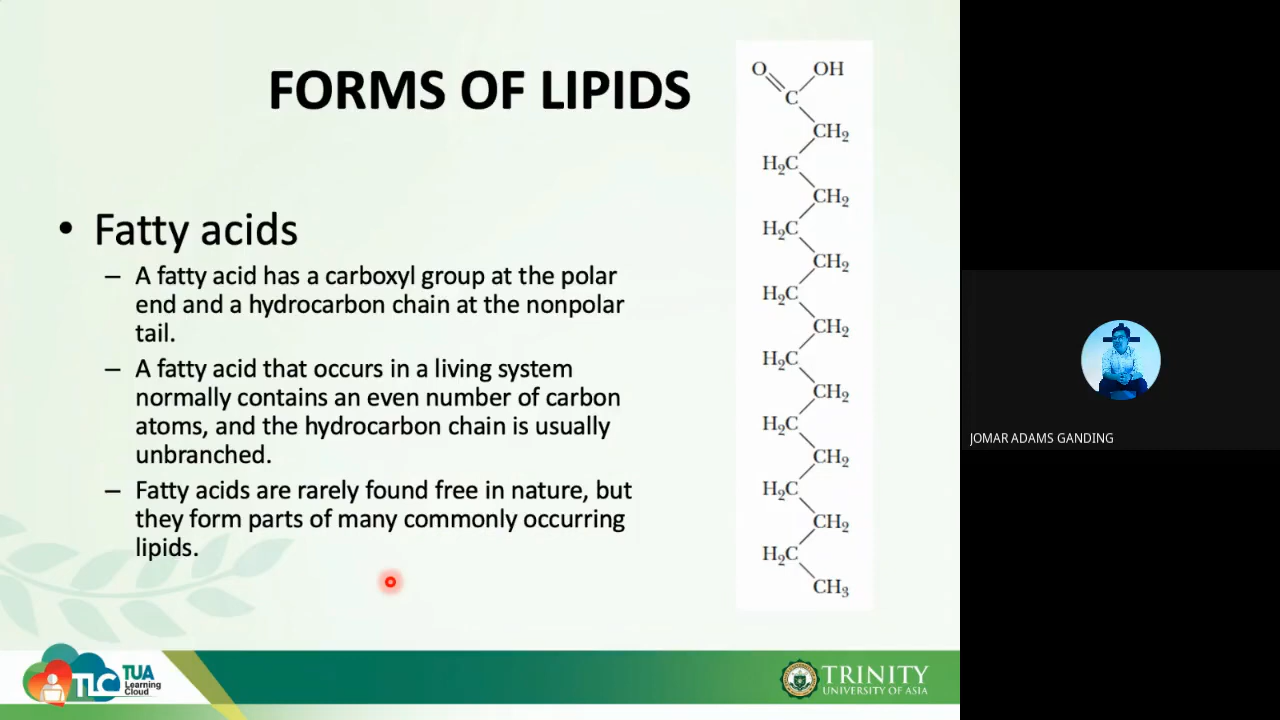 FORMS OF LIPIDS
• Fatty acids
– A fatty acid has a carboxyl group at the polar
end and a hydrocarbon chain at the nonpolar
tail.
– A fatty acid that occurs in a living system
normally contains an even number of carbon
atoms, and the hydrocarbon chain is usually
unbranched.
– Fatty acids are rarely found free in nature, but
they form parts of many commonly occurring
lipids.
O OH
C
CH₂
H₂C
CH₂
H₂C
CH₂
H₂C
CH₂
H₂C
CH₂
H₂C
CH₂
H₂C
CH₂
H₂C
CH₃
JOMAR ADAMS GANDING
TLC TUA
Learning
Cloud
TRINITY
UNIVERSITY OF ASIA